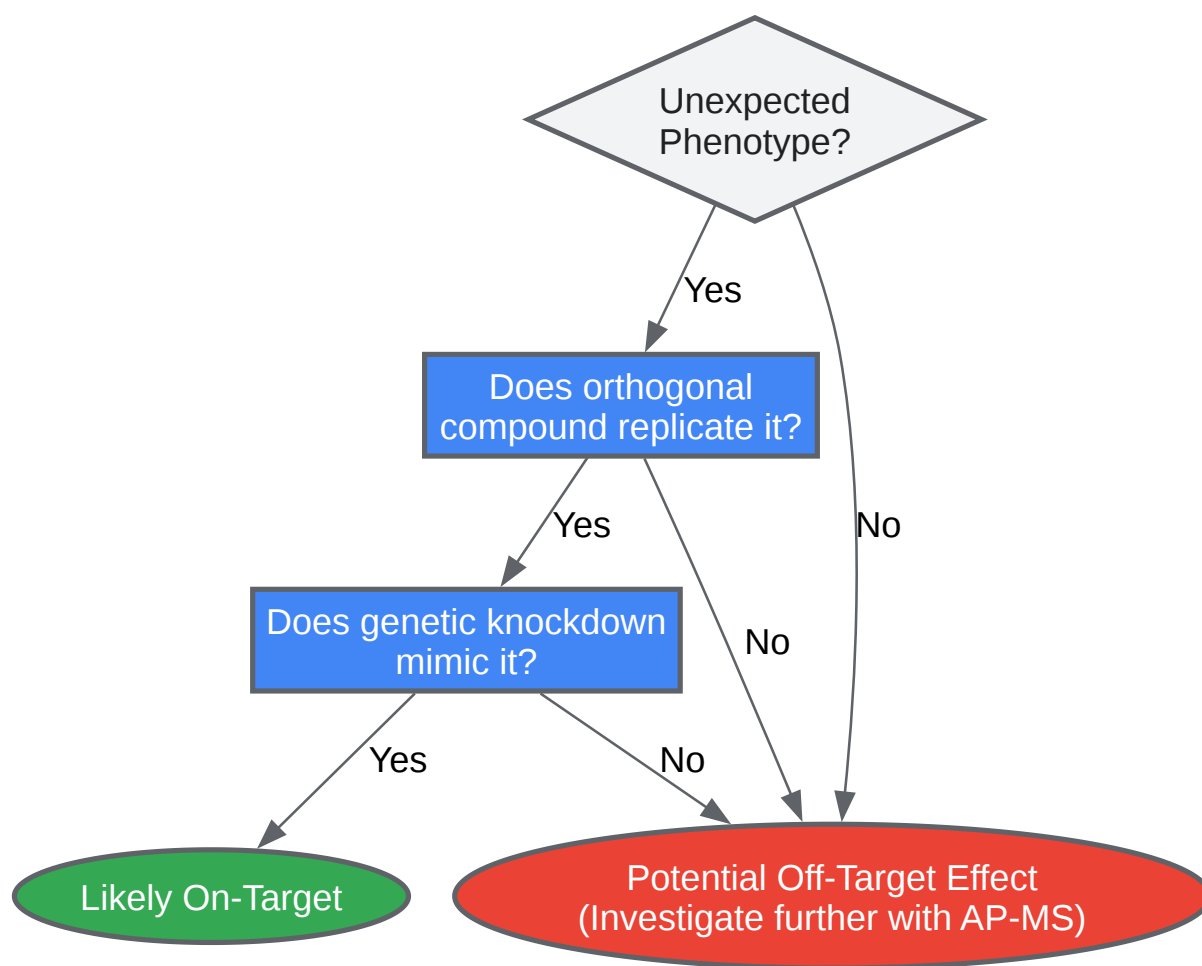 Unexpected
Phenotype?
Yes
Does orthogonal
compound replicate it?
Yes
No
Does genetic knockdown
mimic it?
No
Yes
No
Likely On-Target
Potential Off-Target Effect
(Investigate further with AP-MS)